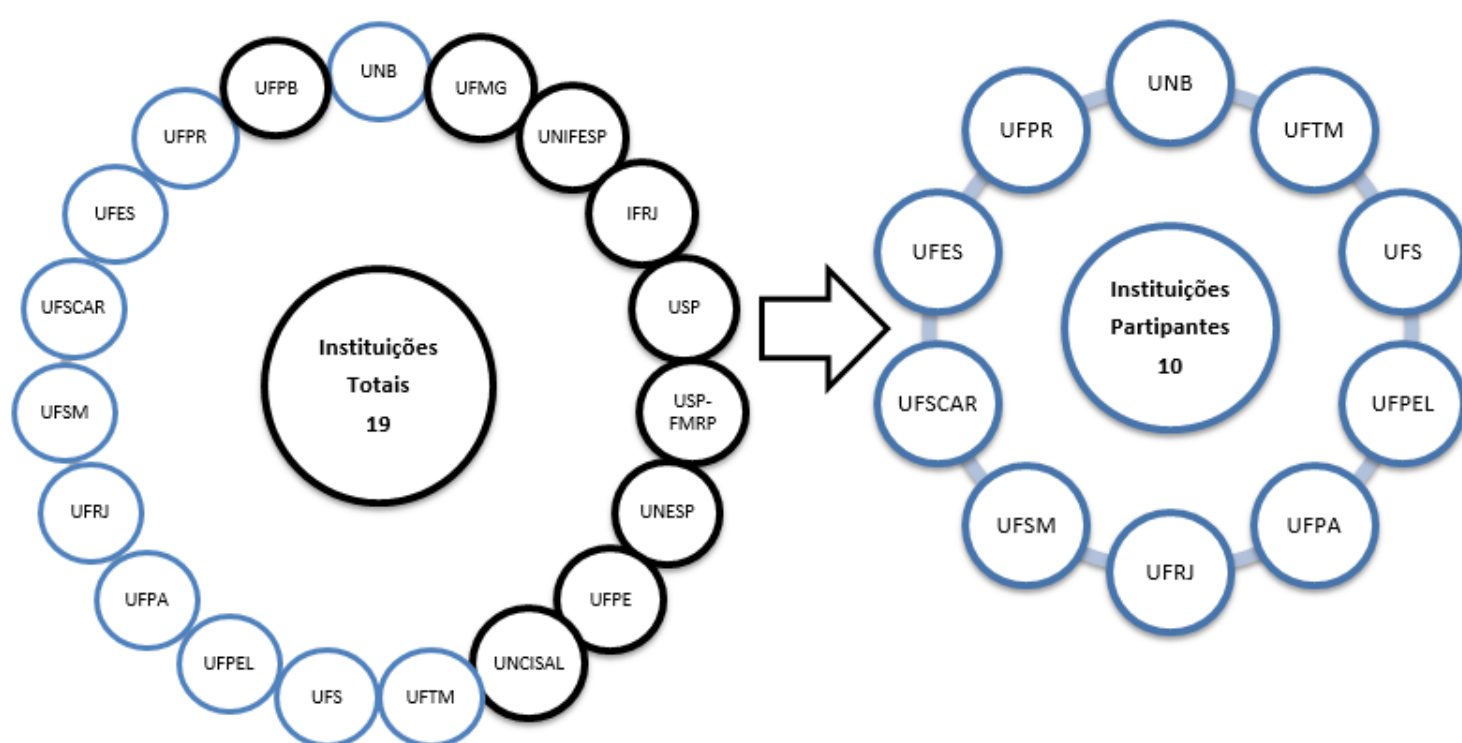 UNB
UFMG
UNIFESP
IFRJ
USP
USP-
FMRP
UNESP
UFPE
UNCISAL
UFTM
UFS
UFPEL
UFPA
UFRJ
UFSM
UFSCAR
UFES
UFPR
UFPB
Instituições
Totais
19
UNB
UFTM
UFS
UFPEL
UFPA
UFRJ
UFSM
UFSCAR
UFES
UFPR
Instituições
Partipantes
10